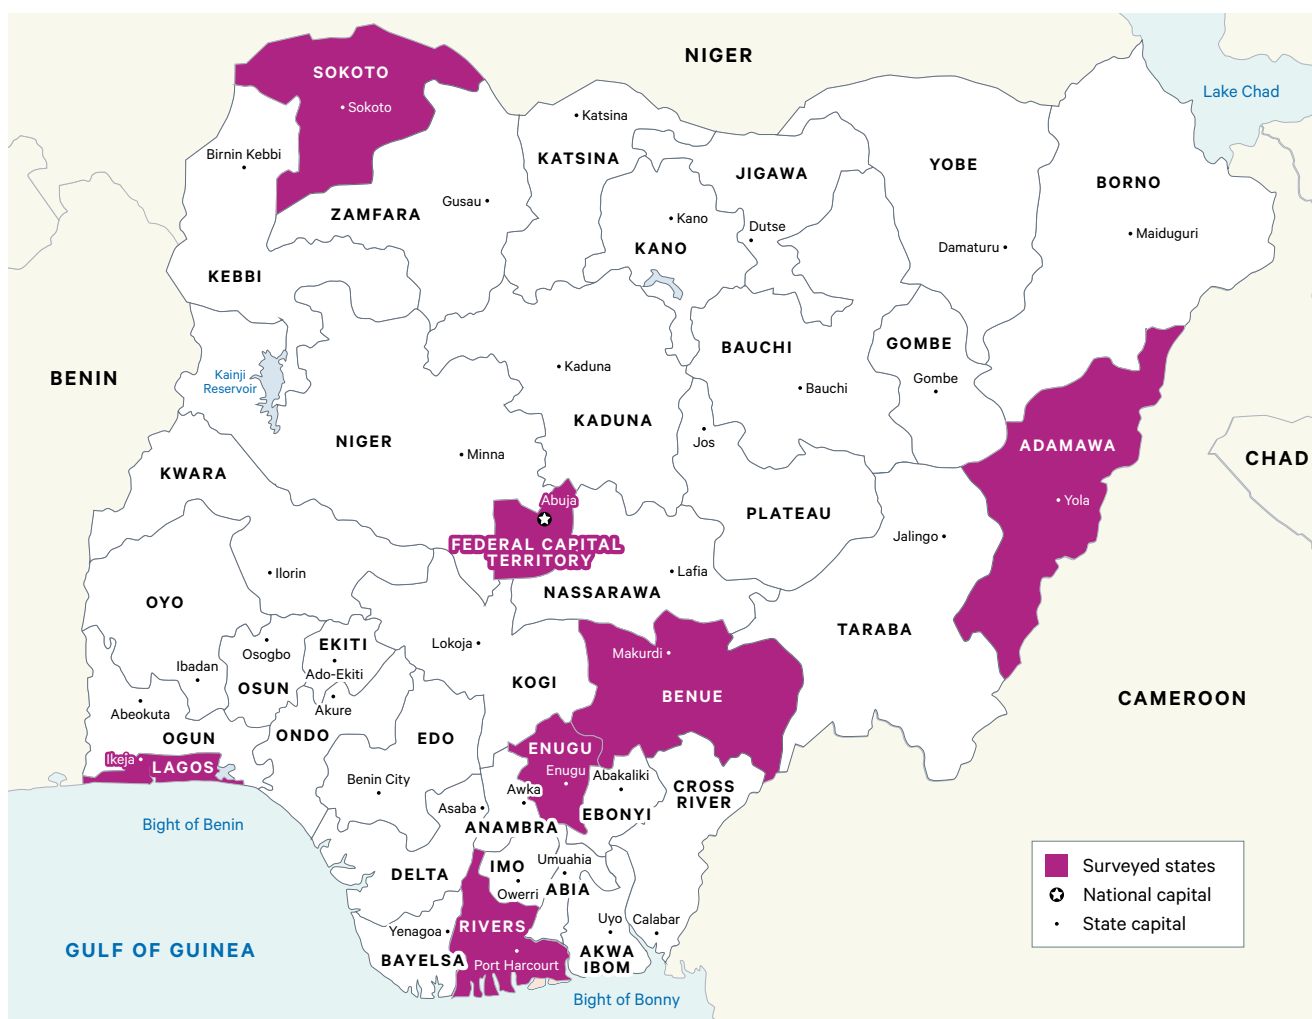 NIGER
SOKOTO
Sokoto
Lake Chad
Katsina
KATSINA
Birnin Kebbi
JIGAWA
YOBE
BORNO
ZAMFARA
Gusau
Kano
KANO
Dutse
Damaturu
Maiduguri
KEBBI
BENIN
Kainji
Reservoir
BAUCHI
GOMBE
Kaduna
Bauchi
Gombe
KADUNA
NIGER
Minna
Jos
ADAMAWA
CHAD
KWARA
Abuja
Yola
PLATEAU
FEDERAL CAPITAL
TERRITORY
Jalingo
Ilorin
Lafia
OYO
NASSARAWA
TARABA
EKITI
Osogbo
Lokoja
Makurdi
Ibadan
Ado-Ekiti
OSUN
KOGI
BENUE
CAMEROON
Abeokuta
Akure
OGUN
ONDO
EDO
ENUGU
Ikeja
LAGOS
Enugu
Abakaliki
Benin City
Awka
CROSS
RIVER
Asaba
EBONYI
Bight of Benin
ANAMBRA
DELTA
IMO
Umuahia
Owerri
ABIA
Surveyed states
National capital
State capital
RIVERS
Yenagoa
Uyo
Calabar
GULF OF GUINEA
BAYELSA
Port Harcourt
AKWA
IBOM
Bight of Bonny